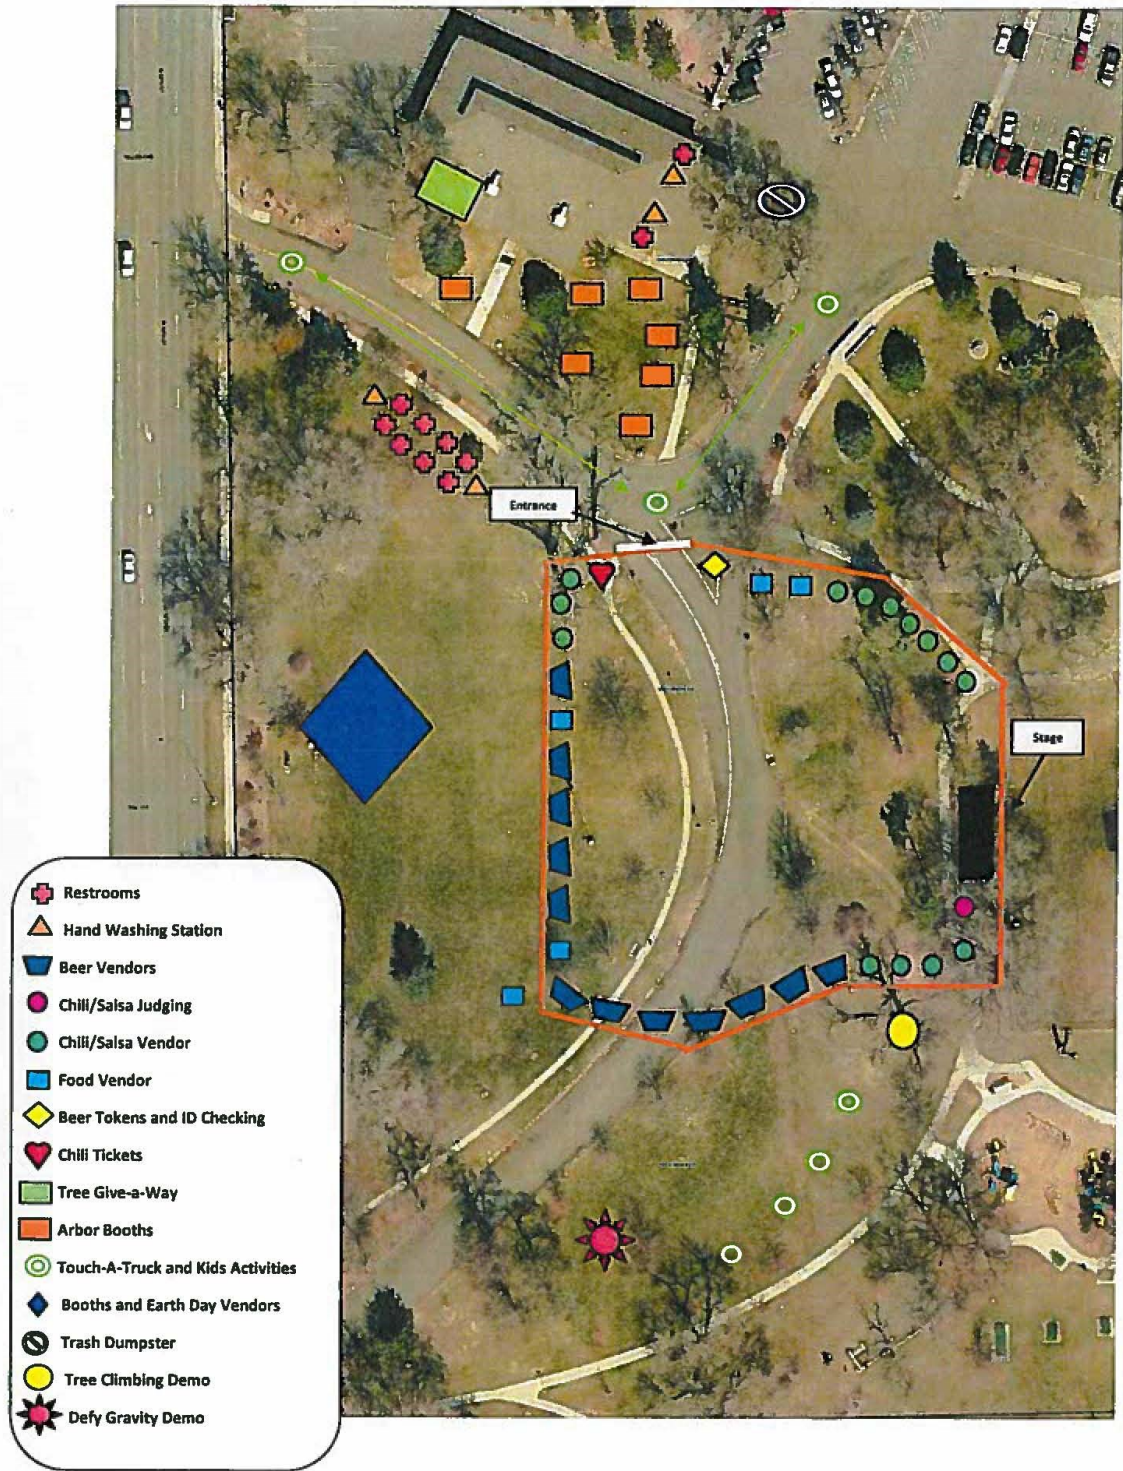 Entrance
Stage
Restrooms
Hand Washing Station
Beer Vendors
Chili/Salsa Judging
Chili/Salsa Vendor
Food Vendor
Beer Tokens and ID Checking
Chili Tickets
Tree Give-a-Way
Arbor Booths
Touch-A-Truck and Kids Activities
Booths and Earth Day Vendors
Trash Dumpster
Tree Climbing Demo
Defy Gravity Demo